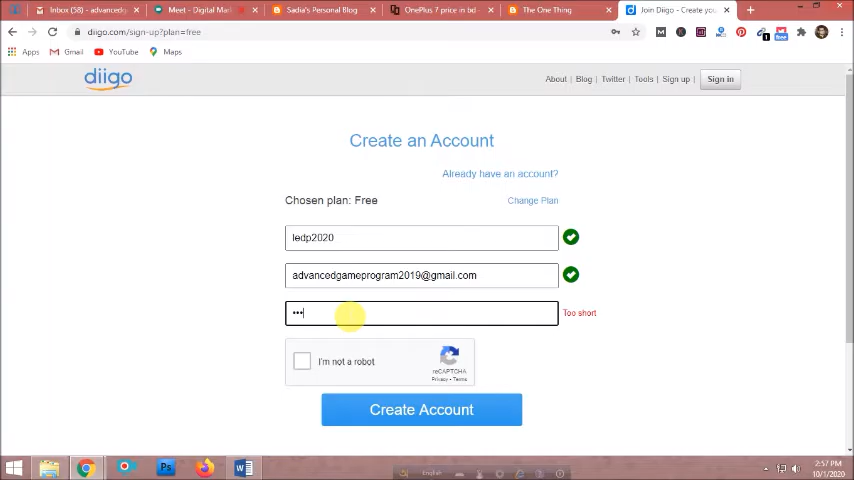 Inbox (58) - advancedg
Meet - Digital Mark
Sadia's Personal Blog
OnePlus 7 price in bd -
The One Thing
Join Diigo - Create you
diigo.com/sign-up?plan=free
Apps
Gmail
YouTube
Maps
diigo
About | Blog | Twitter | Tools | Sign up |
Sign in
Create an Account
Already have an account?
Chosen plan: Free
Change Plan
ledp2020
advancedgameprogram2019@gmail.com
•••
Too short
I'm not a robot
reCAPTCHA
Privacy - Terms
Create Account
English
2:57 PM
10/1/2020